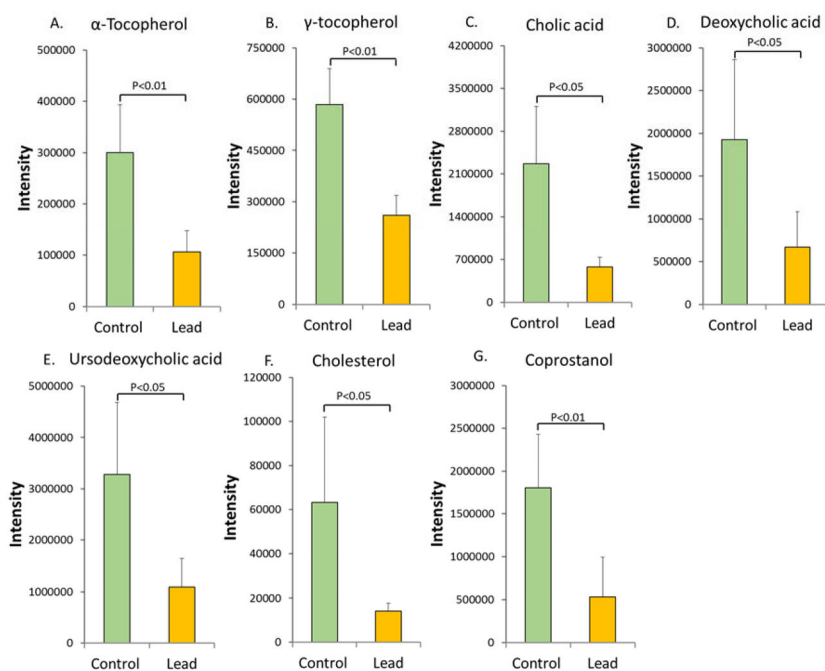 A. α-Tocopherol
500000
400000
300000
200000
100000
0
Intensity
P<0.01
Control Lead
B. γ-tocopherol
750000
600000
450000
300000
150000
0
Intensity
P<0.01
Control Lead
C. Cholic acid
4200000
3500000
2800000
2100000
1400000
700000
0
Intensity
P<0.05
Control Lead
D. Deoxycholic acid
3000000
2500000
2000000
1500000
1000000
500000
0
Intensity
P<0.05
Control Lead
E. Ursodeoxycholic acid
5000000
4000000
3000000
2000000
1000000
0
Intensity
P<0.05
Control Lead
F. Cholesterol
120000
100000
80000
60000
40000
20000
0
Intensity
P<0.05
Control Lead
G. Coprostanol
3000000
2500000
2000000
1500000
1000000
500000
0
Intensity
P<0.01
Control Lead